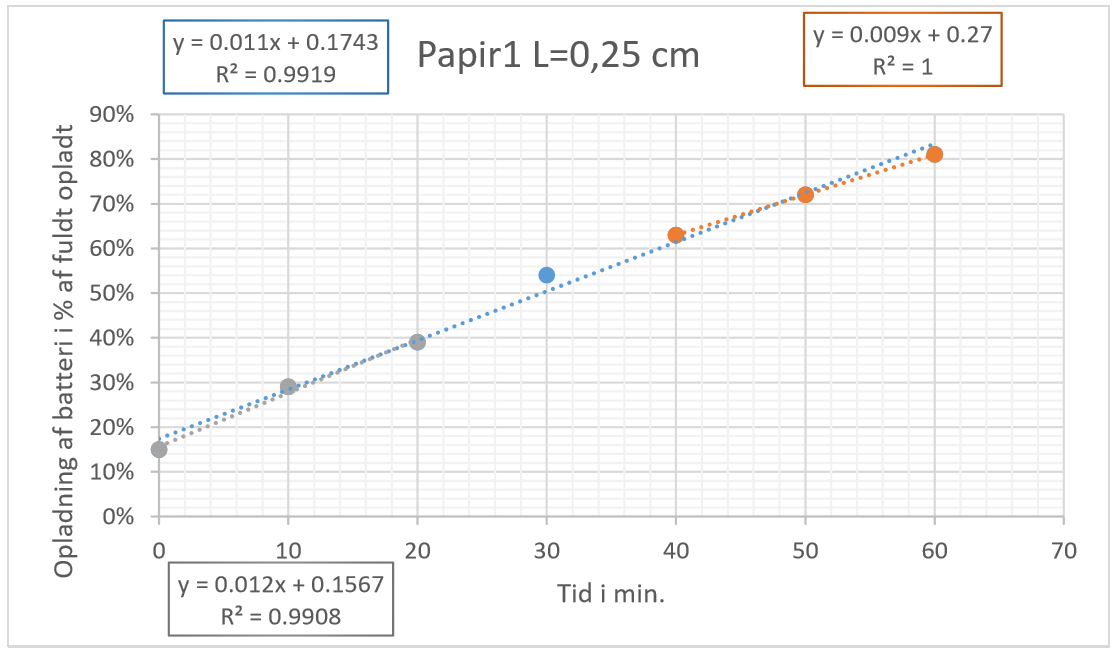 y = 0.011x + 0.1743
R² = 0.9919
Papir1 L=0,25 cm
y = 0.009x + 0.27
R² = 1
Opladning af batteri i % af fuldt opladt
90%
80%
70%
60%
50%
40%
30%
20%
10%
0%
0 10 20 30 40 50 60 70
y = 0.012x + 0.1567
R² = 0.9908
Tid i min.